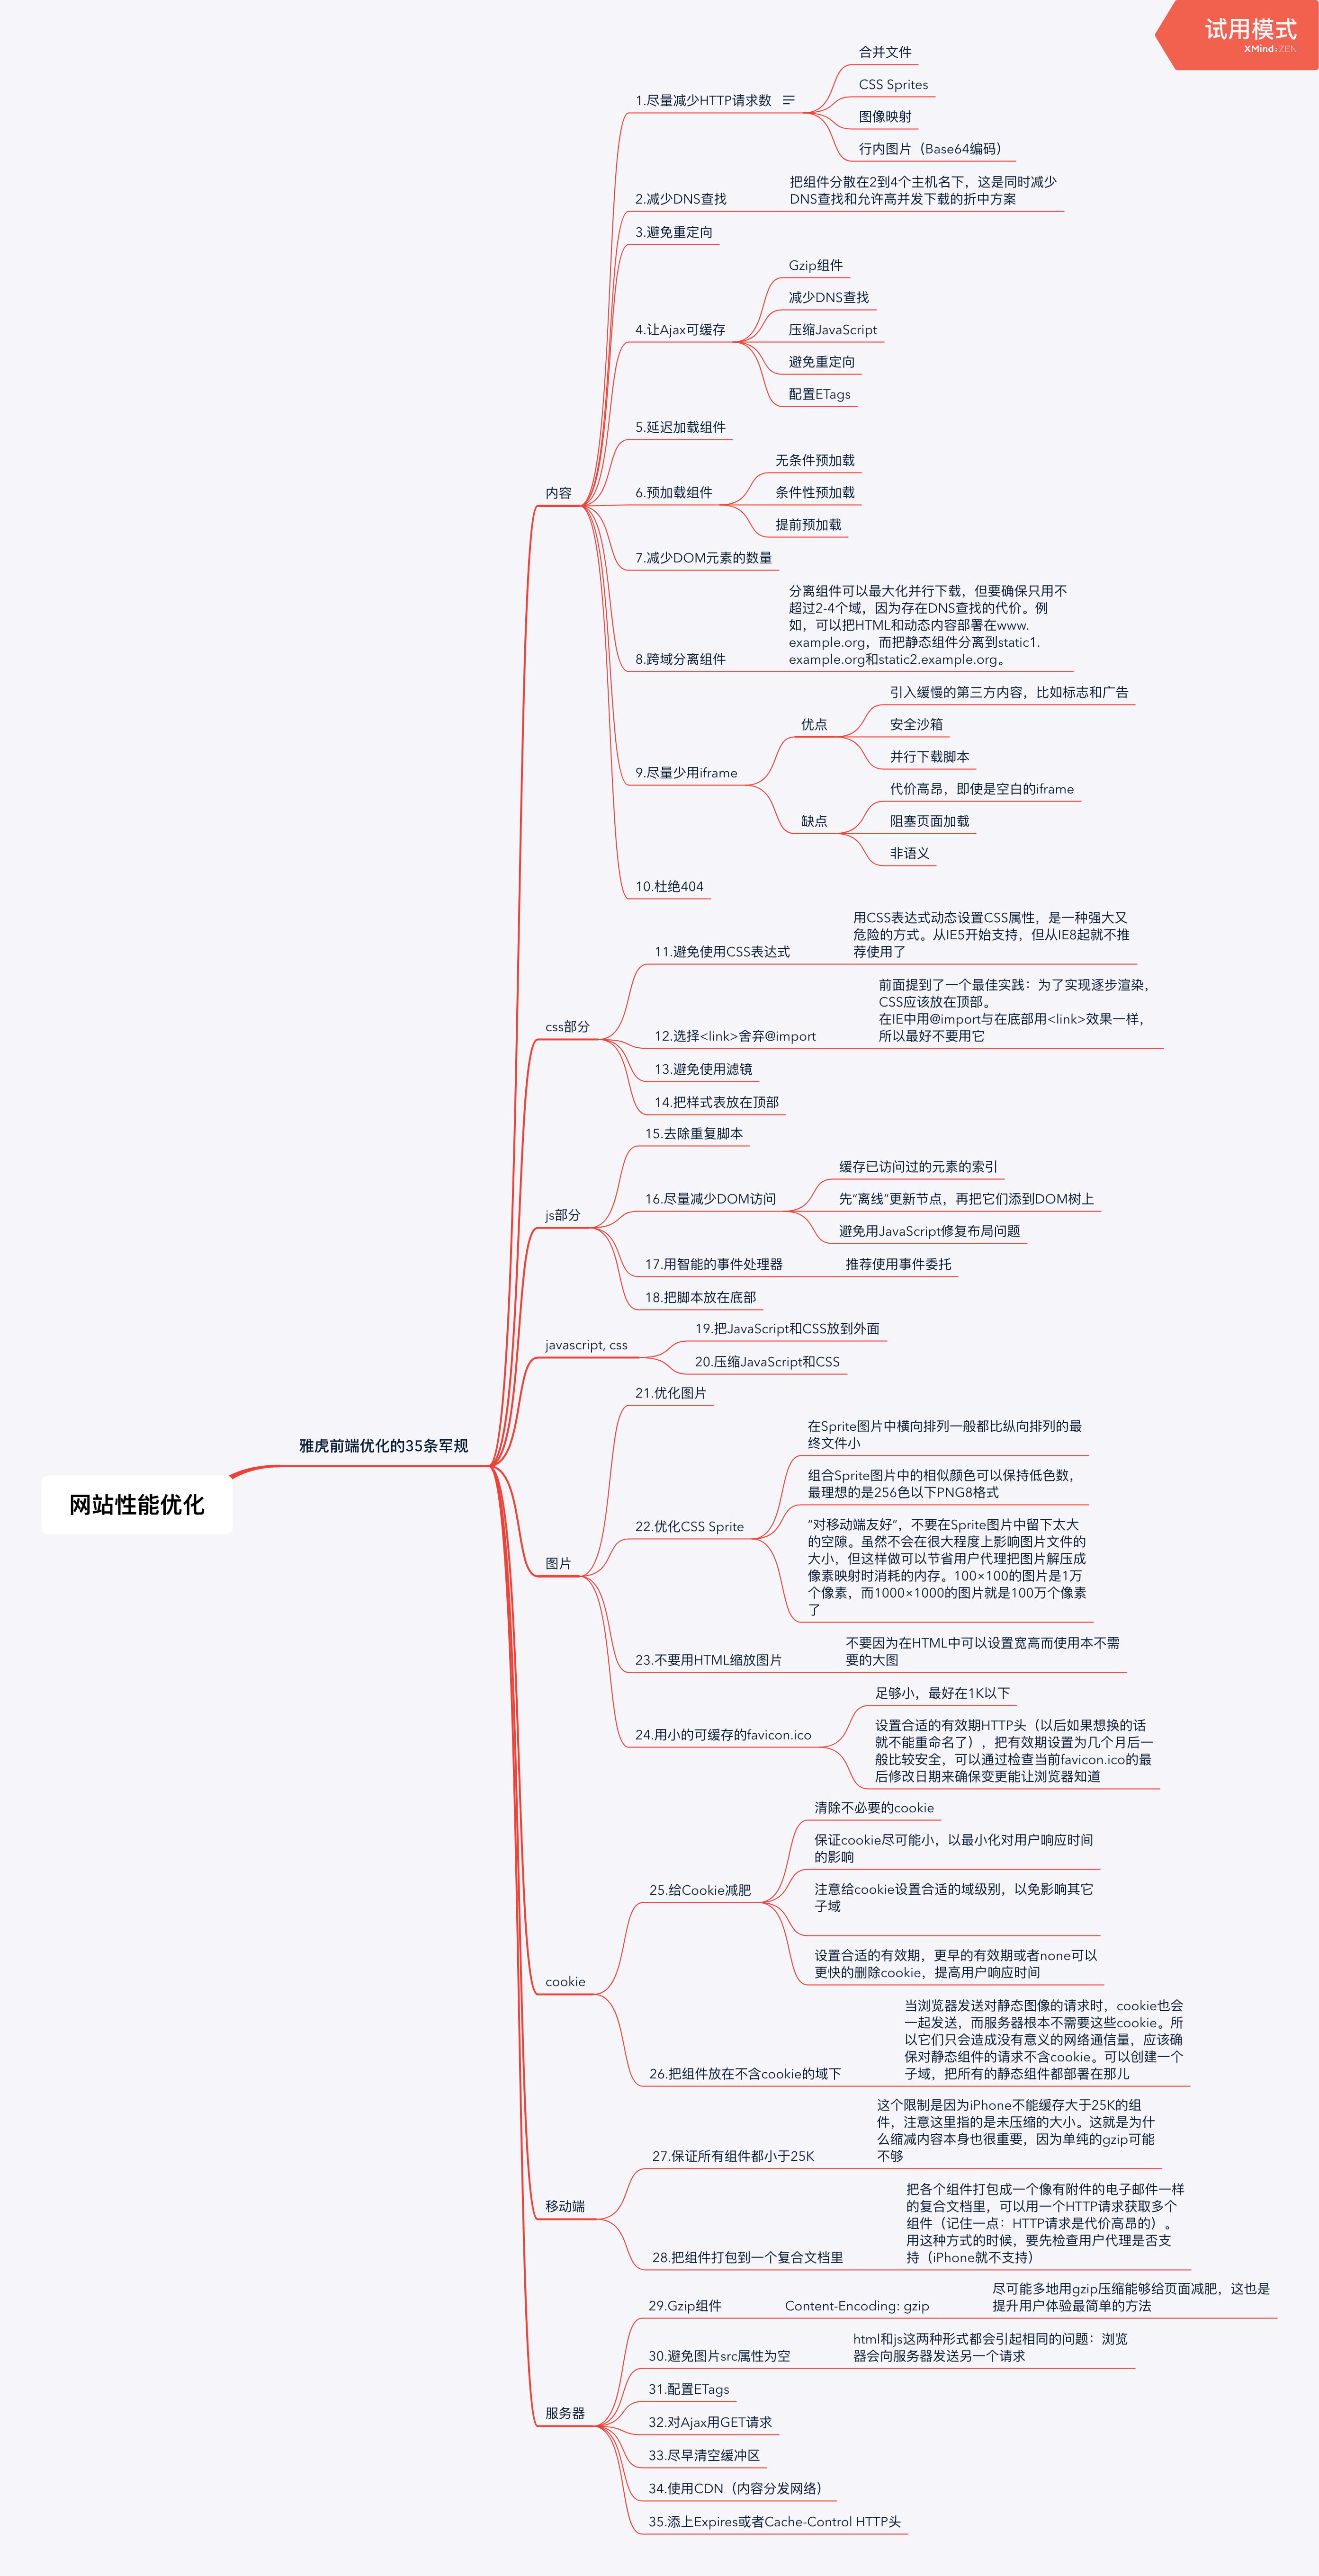 试用模式
XMind:ZEN
网站性能优化
雅虎前端优化的35条军规
内容
1.尽量减少HTTP请求数
合并文件
CSS Sprites
图像映射
行内图片（Base64编码）
2.减少DNS查找
把组件分散在2到4个主机名下，这是同时减少
DNS查找和允许高并发下载的折中方案
3.避免重定向
4.让Ajax可缓存
Gzip组件
减少DNS查找
压缩JavaScript
避免重定向
配置ETags
5.延迟加载组件
6.预加载组件
无条件预加载
条件性预加载
提前预加载
7.减少DOM元素的数量
8.跨域分离组件
分离组件可以最大化并行下载，但要确保只用不
超过2-4个域，因为存在DNS查找的代价。例
如，可以把HTML和动态内容部署在www.
example.org，而把静态组件分离到static1.
example.org和static2.example.org。
9.尽量少用iframe
优点
引入缓慢的第三方内容，比如标志和广告
安全沙箱
并行下载脚本
缺点
代价高昂，即使是空白的iframe
阻塞页面加载
非语义
10.杜绝404
css部分
11.避免使用CSS表达式
用CSS表达式动态设置CSS属性，是一种强大又
危险的方式。从IE5开始支持，但从IE8起就不推
荐使用了
12.选择<link>舍弃@import
前面提到了一个最佳实践：为了实现逐步渲染，
CSS应该放在顶部。
在IE中用@import与在底部用<link>效果一样，
所以最好不要用它
13.避免使用滤镜
14.把样式表放在顶部
js部分
15.去除重复脚本
16.尽量减少DOM访问
缓存已访问过的元素的索引
先“离线”更新节点，再把它们添到DOM树上
避免用JavaScript修复布局问题
17.用智能的事件处理器
推荐使用事件委托
18.把脚本放在底部
javascript, css
19.把JavaScript和CSS放到外面
20.压缩JavaScript和CSS
图片
21.优化图片
22.优化CSS Sprite
在Sprite图片中横向排列一般都比纵向排列的最
终文件小
组合Sprite图片中的相似颜色可以保持低色数，
最理想的是256色以下PNG8格式
“对移动端友好”，不要在Sprite图片中留下太大
的空隙。虽然不会在很大程度上影响图片文件的
大小，但这样做可以节省用户代理把图片解压成
像素映射时消耗的内存。100×100的图片是1万
个像素，而1000×1000的图片就是100万个像素
了
23.不要用HTML缩放图片
不要因为在HTML中可以设置宽高而使用本不需
要的大图
24.用小的可缓存的favicon.ico
足够小，最好在1K以下
设置合适的有效期HTTP头（以后如果想换的话
就不能重命名了），把有效期设置为几个月后一
般比较安全，可以通过检查当前favicon.ico的最
后修改日期来确保变更能让浏览器知道
cookie
25.给Cookie减肥
清除不必要的cookie
保证cookie尽可能小，以最小化对用户响应时间
的影响
注意给cookie设置合适的域级别，以免影响其它
子域
设置合适的有效期，更早的有效期或者none可以
更快的删除cookie，提高用户响应时间
26.把组件放在不含cookie的域下
当浏览器发送对静态图像的请求时，cookie也会
一起发送，而服务器根本不需要这些cookie。所
以它们只会造成没有意义的网络通信量，应该确
保对静态组件的请求不含cookie。可以创建一个
子域，把所有的静态组件都部署在那儿
移动端
27.保证所有组件都小于25K
这个限制是因为iPhone不能缓存大于25K的组
件，注意这里指的是未压缩的大小。这就是为什
么缩减内容本身也很重要，因为单纯的gzip可能
不够
28.把组件打包到一个复合文档里
把各个组件打包成一个像有附件的电子邮件一样
的复合文档里，可以用一个HTTP请求获取多个
组件（记住一点：HTTP请求是代价高昂的）。
用这种方式的时候，要先检查用户代理是否支
持（iPhone就不支持）
服务器
29.Gzip组件
Content-Encoding: gzip
尽可能多地用gzip压缩能够给页面减肥，这也是
提升用户体验最简单的方法
30.避免图片src属性为空
html和js这两种形式都会引起相同的问题：浏览
器会向服务器发送另一个请求
31.配置ETags
32.对Ajax用GET请求
33.尽早清空缓冲区
34.使用CDN（内容分发网络）
35.添上Expires或者Cache-Control HTTP头